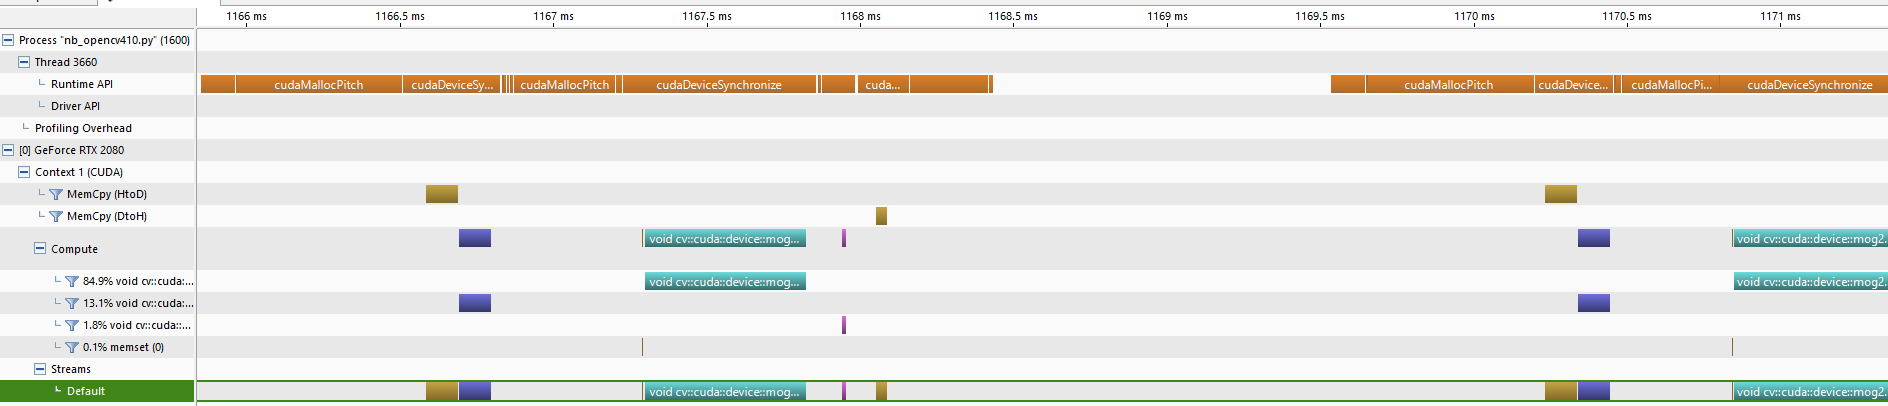 1166 ms 1166.5 ms 1167 ms 1167.5 ms 1168 ms 1168.5 ms 1169 ms 1169.5 ms 1170 ms 1170.5 ms 1171 ms
Process "nb_opencv410.py" (1600)
Thread 3660
Runtime API cudaMallocPitch cudaDeviceSy... cudaMallocPitch cudaDeviceSynchronize cuda... cudaMallocPitch cudaDevice... cudaMallocPi... cudaDeviceSynchronize
Driver API
Profiling Overhead
[0] GeForce RTX 2080
Context 1 (CUDA)
MemCpy (HtoD)
MemCpy (DtoH)
void cv::cuda::device::mog... void cv::cuda::device::mog2.
Compute
84.9% void cv::cuda:... void cv::cuda::device::mog... void cv::cuda::device::mog2.
13.1% void cv::cuda:...
1.8% void cv::cuda::...
0.1% memset (0)
Streams
Default void cv::cuda::device::mog... void cv::cuda::device::mog2.